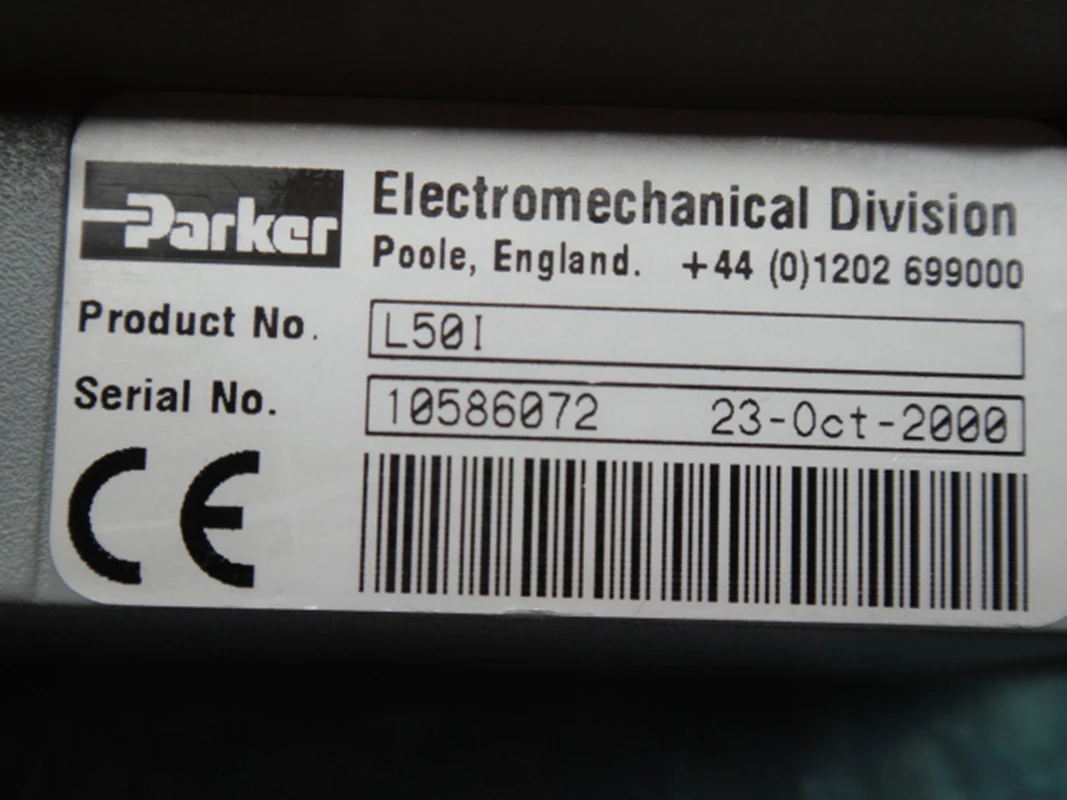 Parker
Electromechanical Division
Poole, England. +44 (0)1202 699000
Product No. L50I
Serial No. 10586072 23-Oct-2000
CE